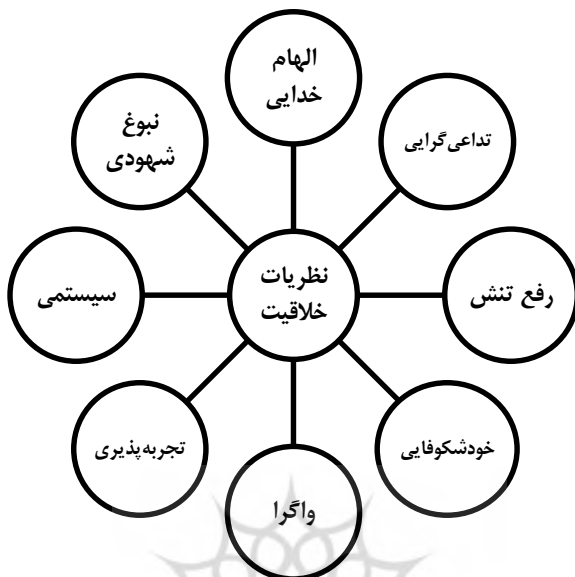 الهام
خدایی
تداعی‌گرایی
رفع تنش
خودشکوفایی
واگرا
تجربه‌پذیری
سیستمی
نبوغ
شهودی
نظریات
خلاقیت